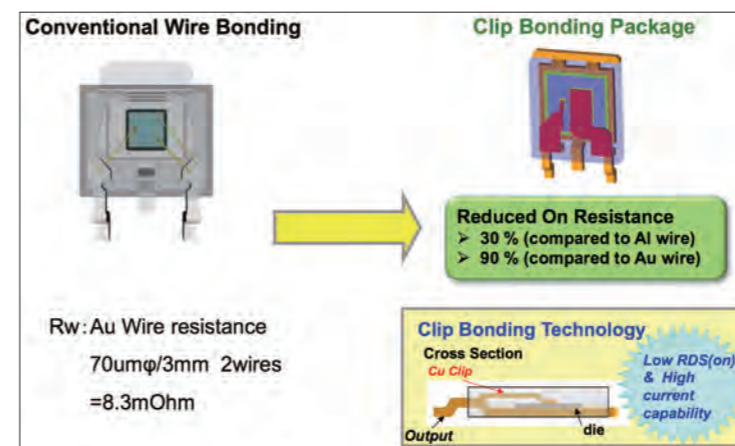 Conventional Wire Bonding
Clip Bonding Package
Reduced On Resistance
➢ 30 % (compared to Al wire)
➢ 90 % (compared to Au wire)
Rw:Au Wire resistance
70umφ/3mm 2wires
=8.3mOhm
Clip Bonding Technology
Cross Section
Cu Clip
Output
die
Low RDS(on)
& High
current
capability